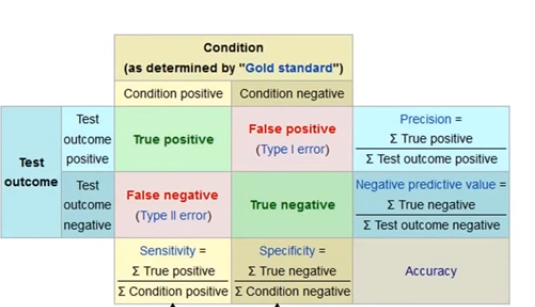 Condition
(as determined by "Gold standard")
Condition positive
Condition negative
Test
outcome
Test
outcome
positive
True positive
False positive
(Type I error)
Precision =
Σ True positive
Σ Test outcome positive
Test
outcome
negative
False negative
(Type II error)
True negative
Negative predictive value =
Σ True negative
Σ Test outcome negative
Sensitivity =
Σ True positive
Σ Condition positive
Specificity =
Σ True negative
Σ Condition negative
Accuracy